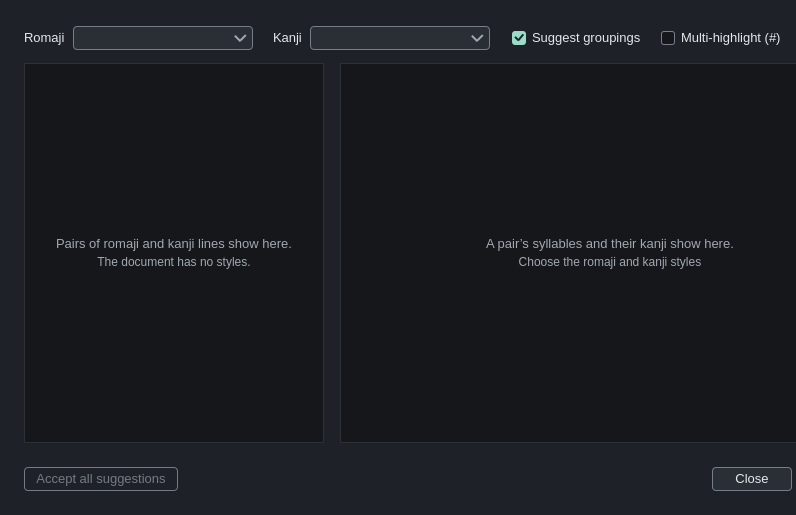 Romaji
Kanji
Suggest groupings
Multi-highlight (#)
Pairs of romaji and kanji lines show here.
The document has no styles.
A pair’s syllables and their kanji show here.
Choose the romaji and kanji styles
Accept all suggestions
Close